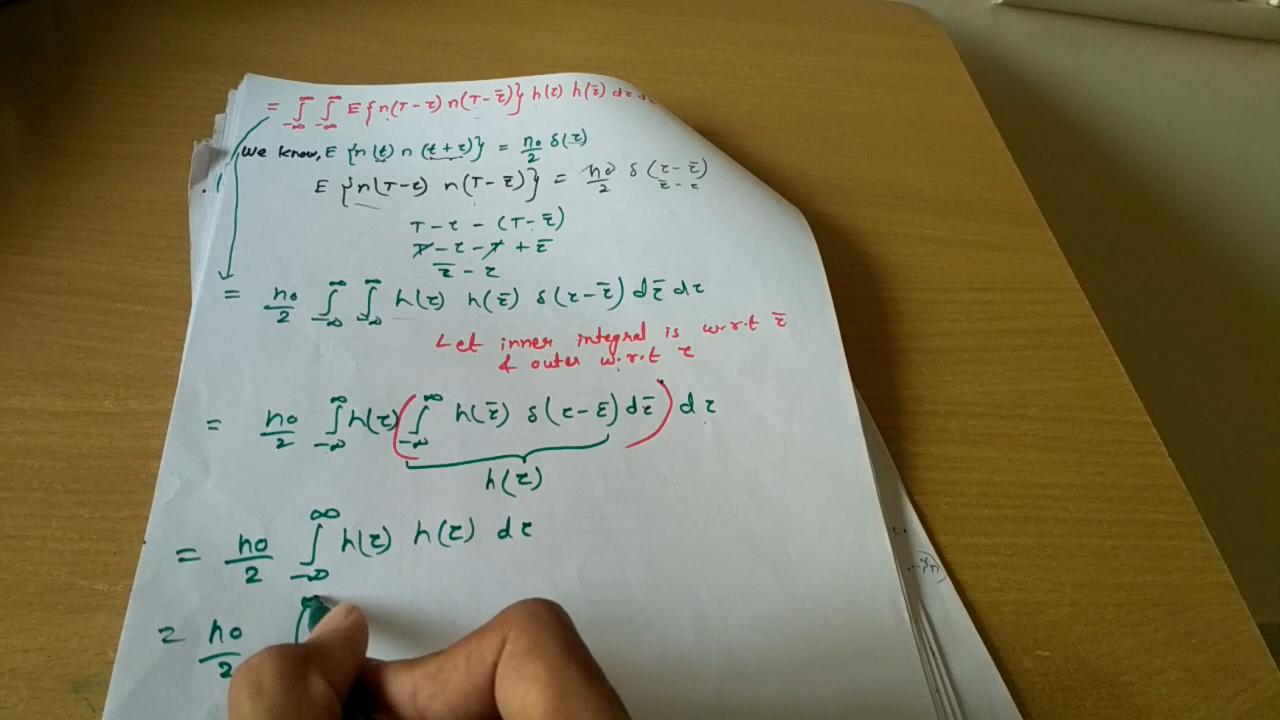 = ∫_{-∞}^{∞} ∫_{-∞}^{∞} E{n(T-τ) n(T-τ̄)} h(τ) h(τ̄) dτ dτ
We know, E {n(t) n(t+τ)} = n0/2 δ(τ)
E {n(T-τ) n(T-τ̄)} = n0/2 δ(τ-τ̄)
τ̄-τ
T-τ-(T-τ̄)
T-τ-T+τ̄
τ̄-τ
= n0/2 ∫_{-∞}^{∞} ∫_{-∞}^{∞} h(τ) h(τ̄) δ(τ-τ̄) dτ̄ dτ
Let inner integral is w.r.t τ̄
& outer w.r.t τ
= n0/2 ∫_{-∞}^{∞} h(τ) (∫_{-∞}^{∞} h(τ̄) δ(τ-τ̄) dτ̄) dτ
h(τ)
= n0/2 ∫_{-∞}^{∞} h(τ) h(τ) dτ
= n0/2 ∫^{∞}